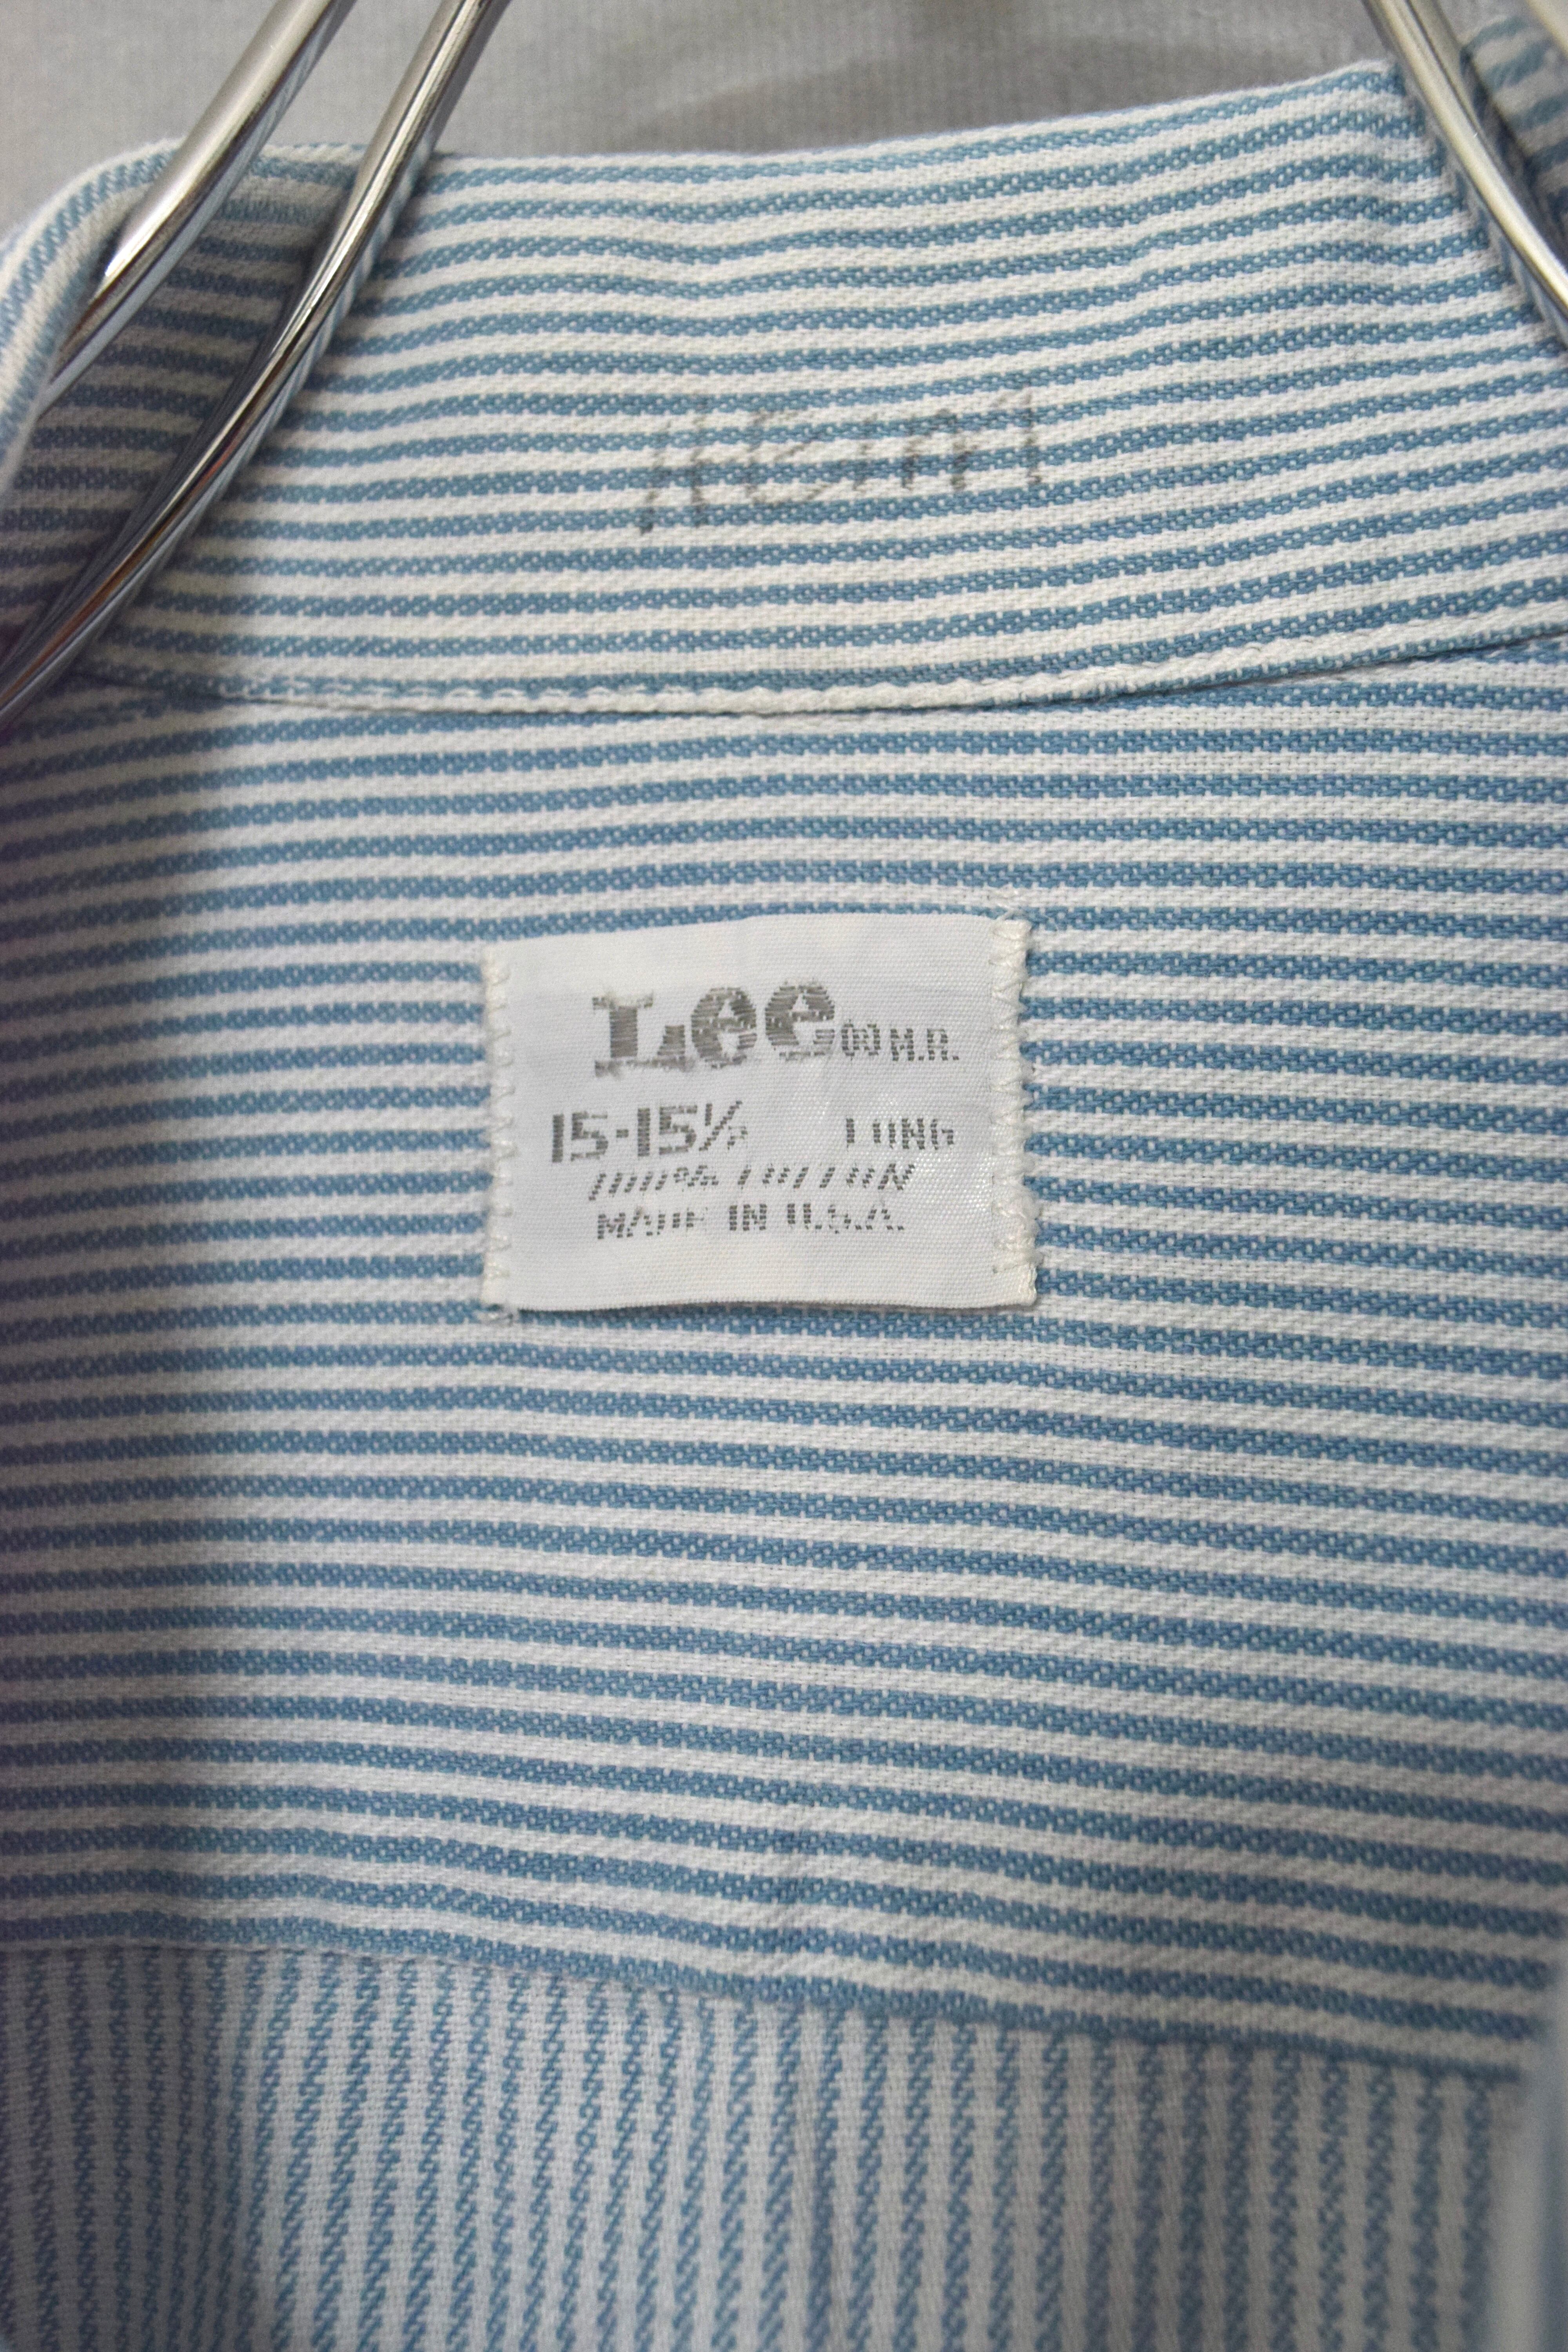 Lee ® M.R.
15-15½ LONG
100% COTTON
MADE IN U.S.A.